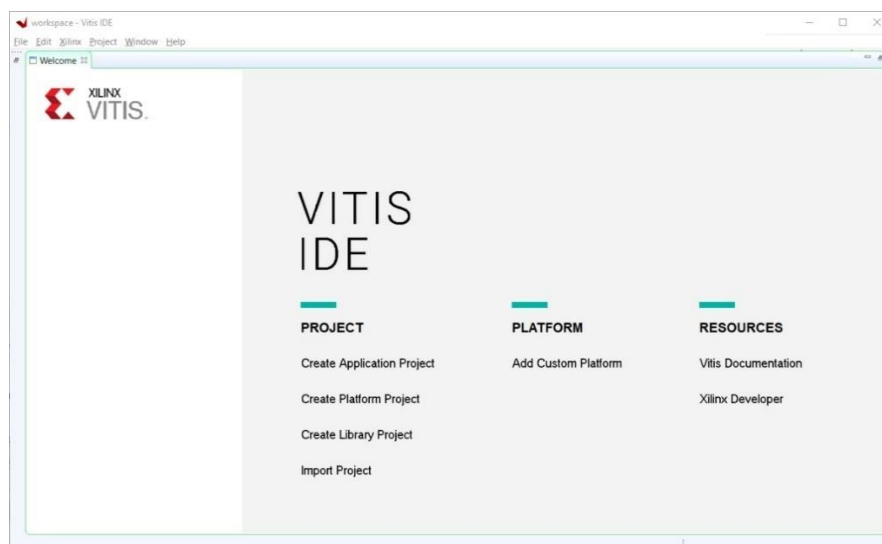 workspace - Vitis IDE
File Edit Xilinx Project Window Help
Welcome
XILINX
VITIS.
VITIS
IDE
PROJECT
PLATFORM
RESOURCES
Create Application Project
Add Custom Platform
Vitis Documentation
Create Platform Project
Xilinx Developer
Create Library Project
Import Project